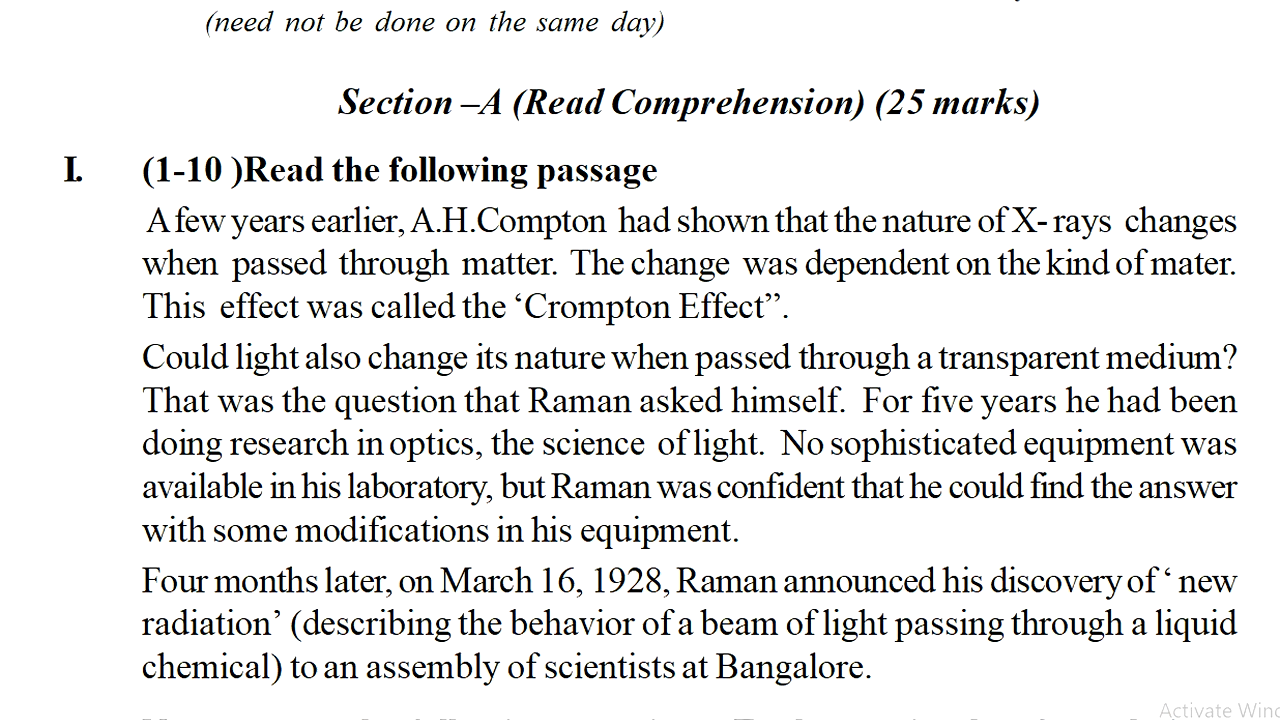 (need not be done on the same day)
Section –A (Read Comprehension) (25 marks)
I. (1-10 )Read the following passage
A few years earlier, A.H.Compton had shown that the nature of X- rays changes
when passed through matter. The change was dependent on the kind of mater.
This effect was called the ‘Crompton Effect”.
Could light also change its nature when passed through a transparent medium?
That was the question that Raman asked himself. For five years he had been
doing research in optics, the science of light. No sophisticated equipment was
available in his laboratory, but Raman was confident that he could find the answer
with some modifications in his equipment.
Four months later, on March 16, 1928, Raman announced his discovery of ‘ new
radiation’ (describing the behavior of a beam of light passing through a liquid
chemical) to an assembly of scientists at Bangalore.
Activate Wind